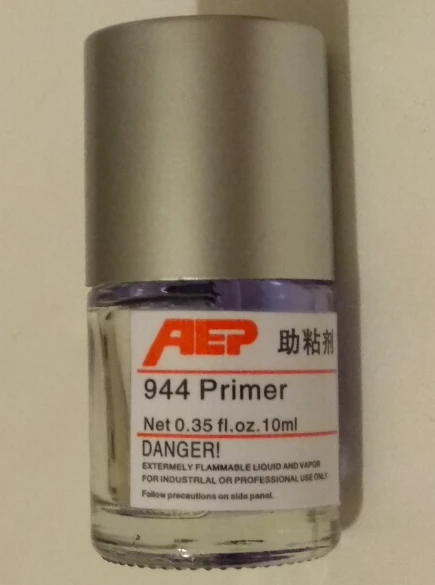 AEP 助粘剂
944 Primer
Net 0.35 fl.oz.10ml
DANGER!
EXTERMELY FLAMMABLE LIQUID AND VAPOR
FOR INDUSTRLAL OR PROFESSIONAL USE ONLY
Follow precautions on side panel.